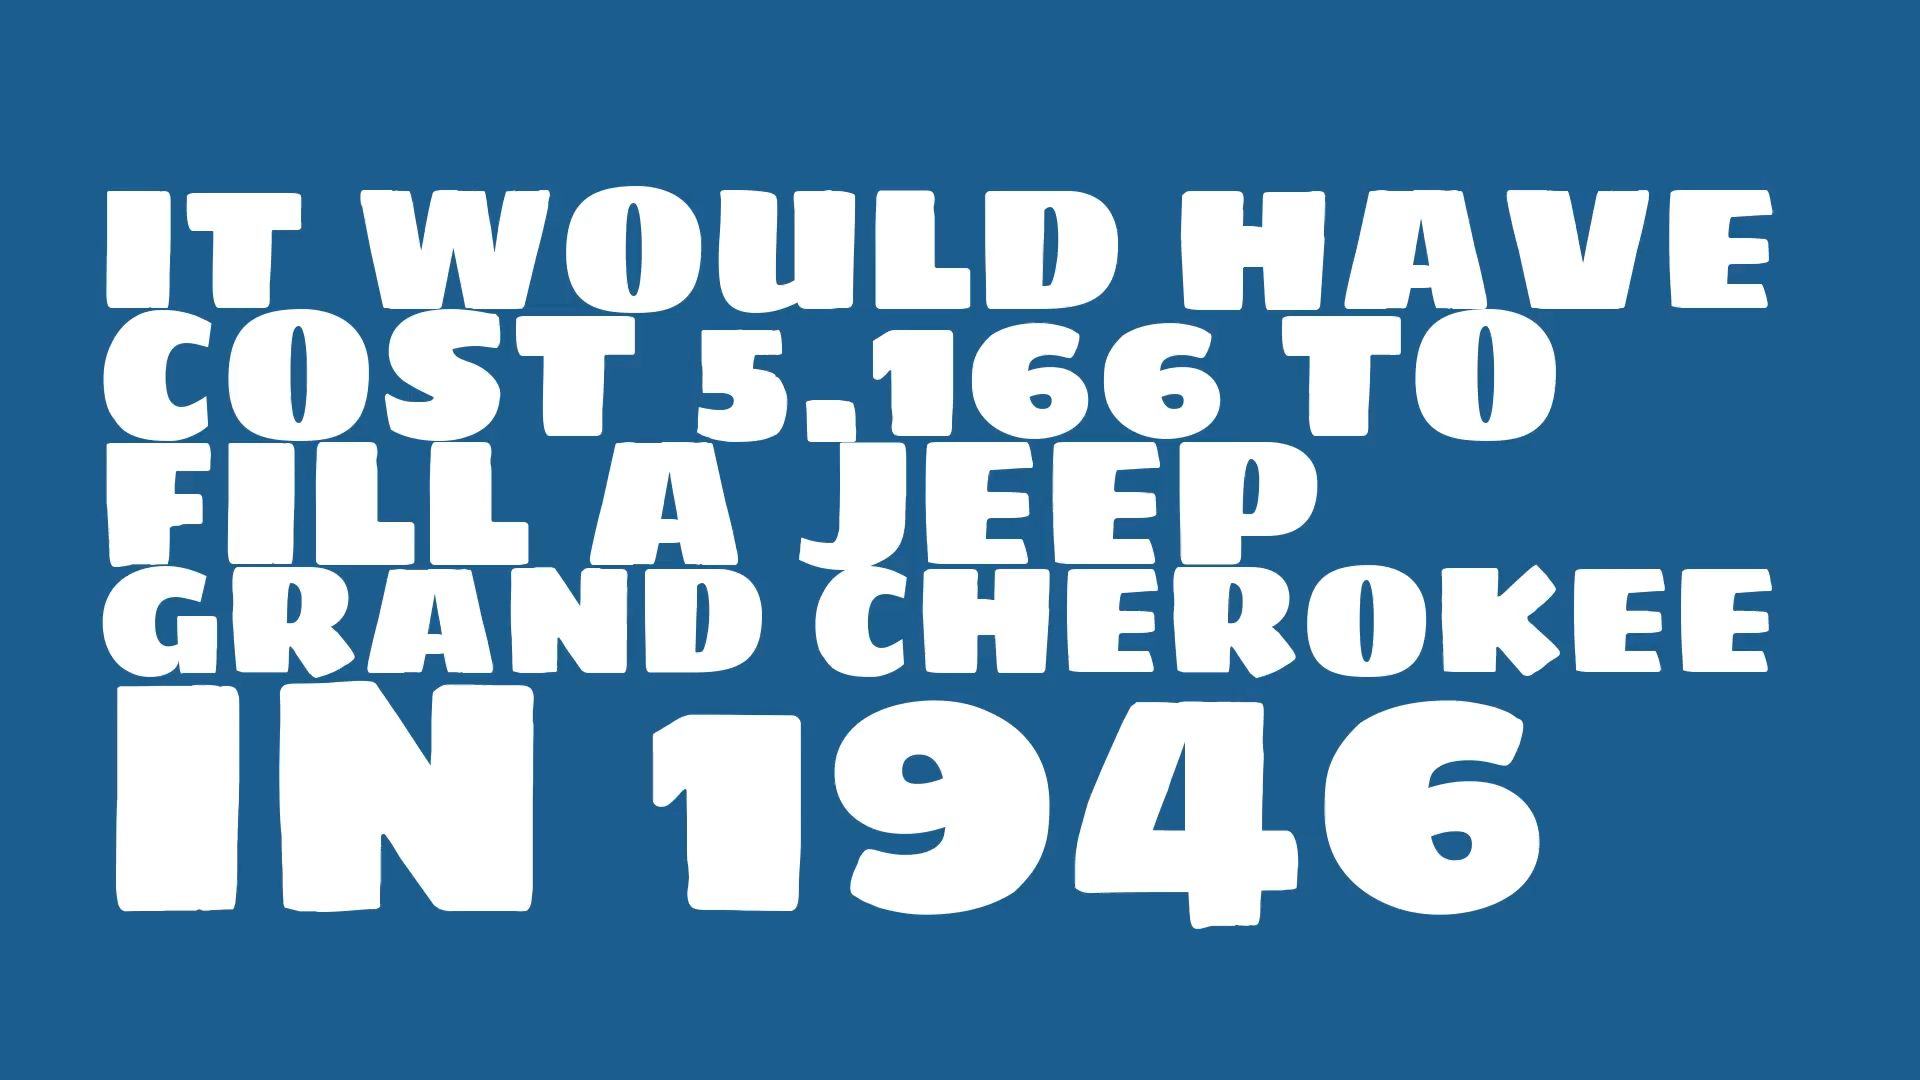 IT WOULD HAVE
COST 5.166 TO
FILL A JEEP
GRAND CHEROKEE
IN 1946